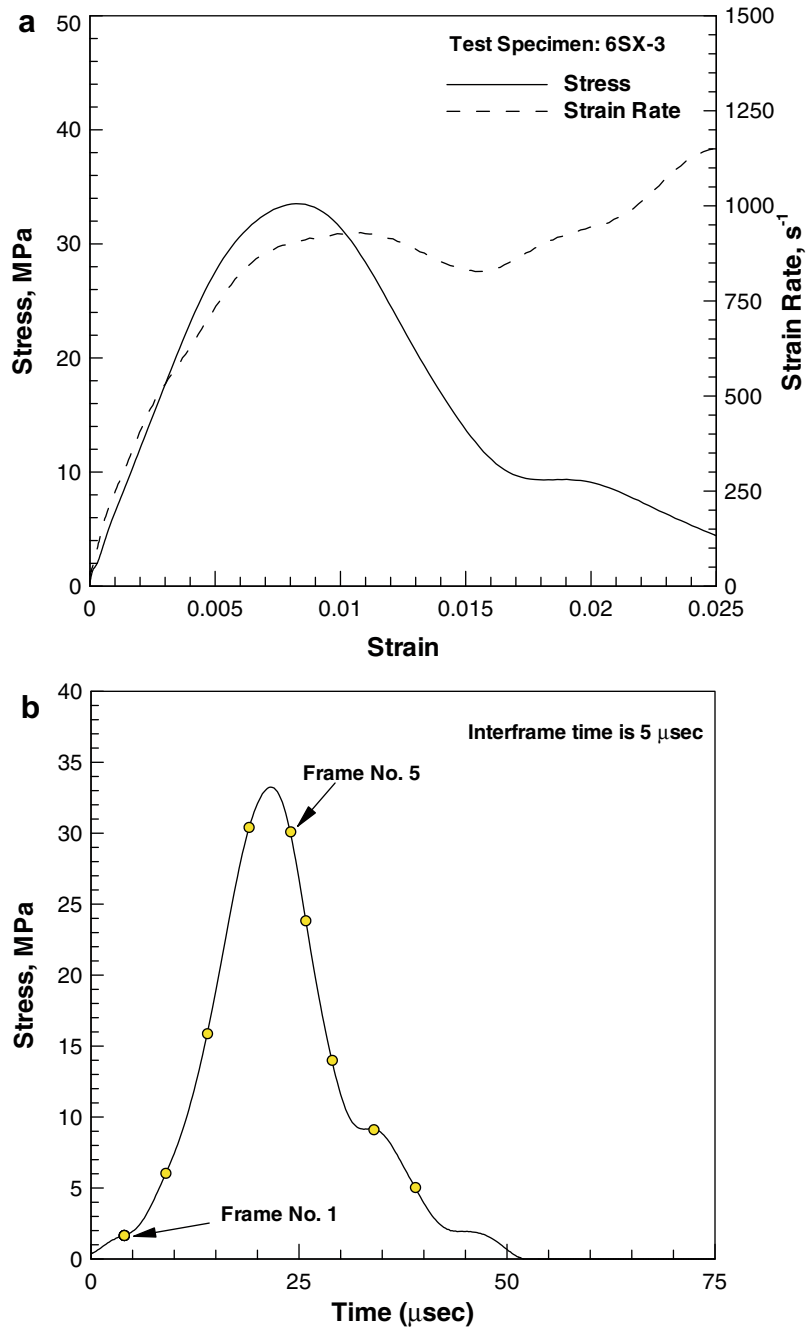 a
Test Specimen: 6SX-3
Stress
Strain Rate
50
40
30
20
10
0
Stress, MPa
1500
1250
1000
750
500
250
0
Strain Rate, s-1
0 0.005 0.01 0.015 0.02 0.025
Strain
b
Interframe time is 5 μsec
Frame No. 5
Frame No. 1
40
35
30
25
20
15
10
5
0
Stress, MPa
0 25 50 75
Time (μsec)